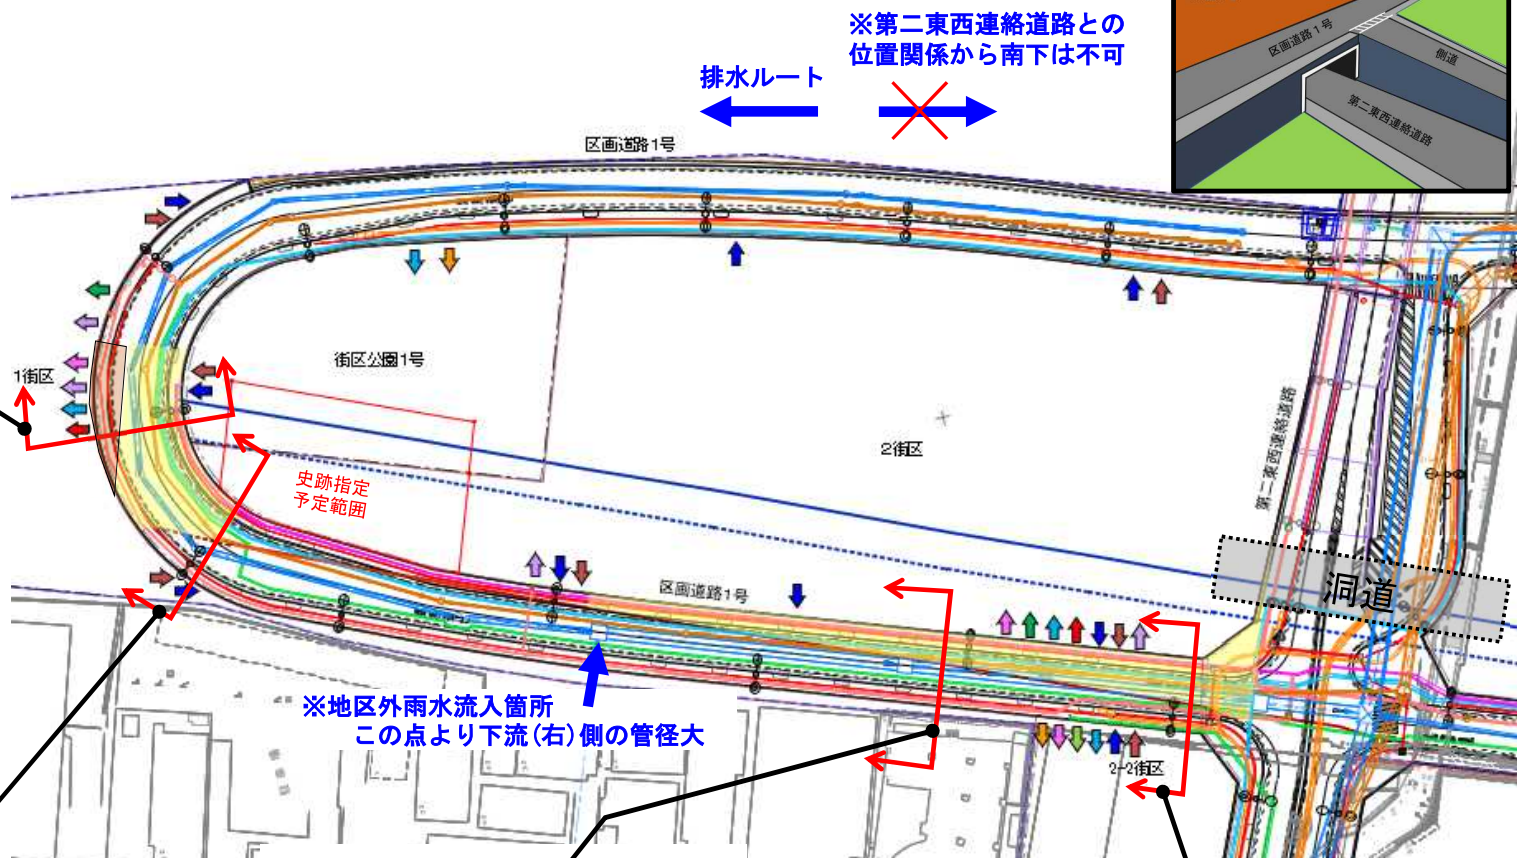 ※第二東西連絡道路との
位置関係から南下は不可
排水ルート
区画道路1号
側道
第二東西連絡道路
区画道路1号
街区公園1号
1街区
2街区
第二東西連絡道路
史跡指定
予定範囲
洞道
区画道路1号
※地区外雨水流入箇所
この点より下流(右)側の管径大
2-2街区